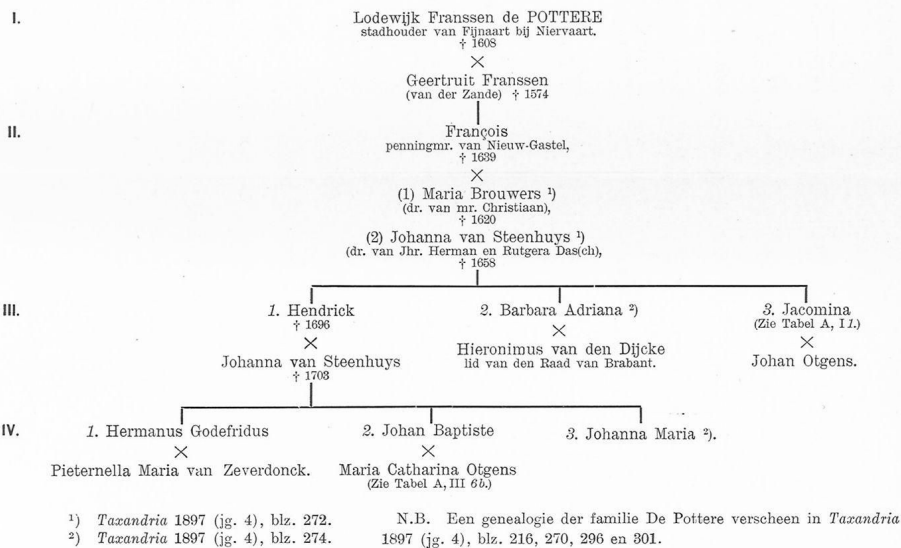 I.
Lodewijk Franssen de POTTERE
stadhouder van Fijnaart bij Niervaart.
† 1608
×
Geertruit Franssen
(van der Zande) † 1574
II.
François
penningmr. van Nieuw-Gastel,
† 1639
×
(1) Maria Brouwers ¹)
(dr. van mr. Christiaan),
† 1620
(2) Johanna van Steenhuys ¹)
(dr. van Jhr. Herman en Rutgera Das(ch),
† 1658
III.
1. Hendrick
† 1696
×
Johanna van Steenhuys
† 1703
2. Barbara Adriana ²)
×
Hieronimus van den Dijcke
lid van den Raad van Brabant.
3. Jacomina
(Zie Tabel A, I 1.)
×
Johan Otgens.
IV.
1. Hermanus Godefridus
×
Pieternella Maria van Zeverdonck.
2. Johan Baptiste
×
Maria Catharina Otgens
(Zie Tabel A, III 6b.)
3. Johanna Maria ²).
¹) Taxandria 1897 (jg. 4), blz. 272.
²) Taxandria 1897 (jg. 4), blz. 274.
N.B. Een genealogie der familie De Pottere verscheen in Taxandria
1897 (jg. 4), blz. 216, 270, 296 en 301.